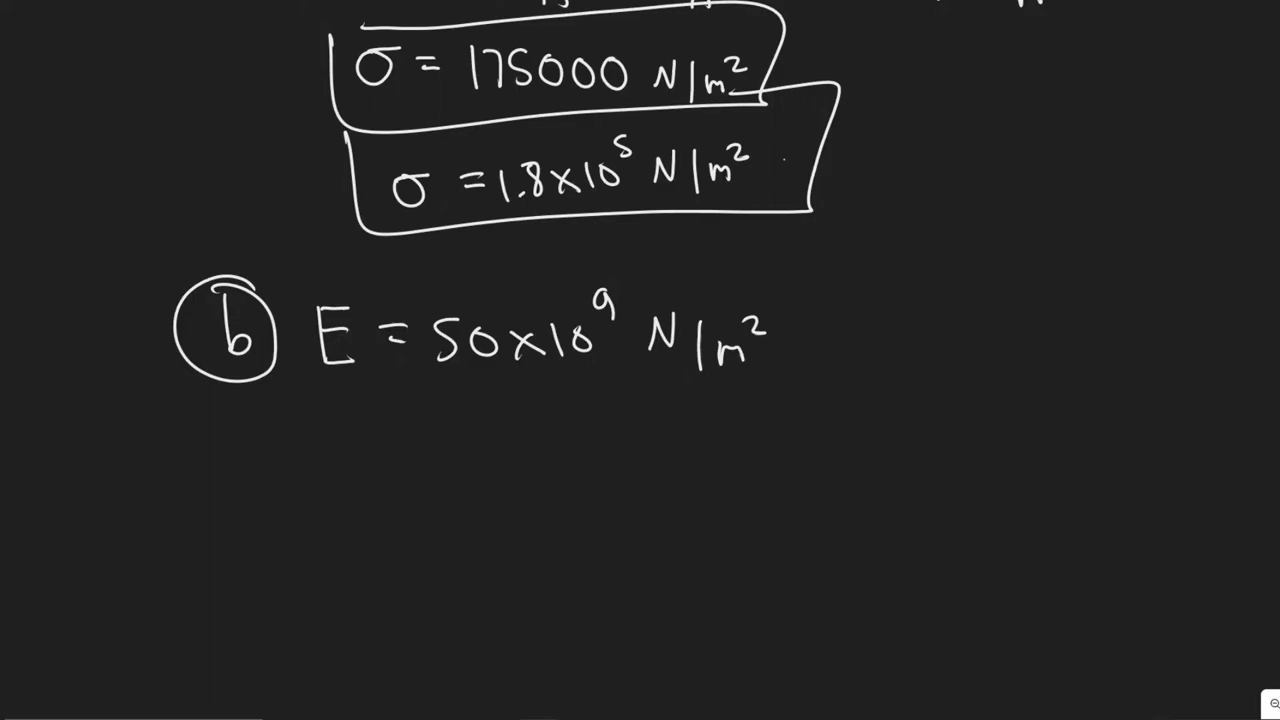 σ = 175000 N/m²
σ = 1.8×10⁵ N/m²
b E = 50×10⁹ N/m²